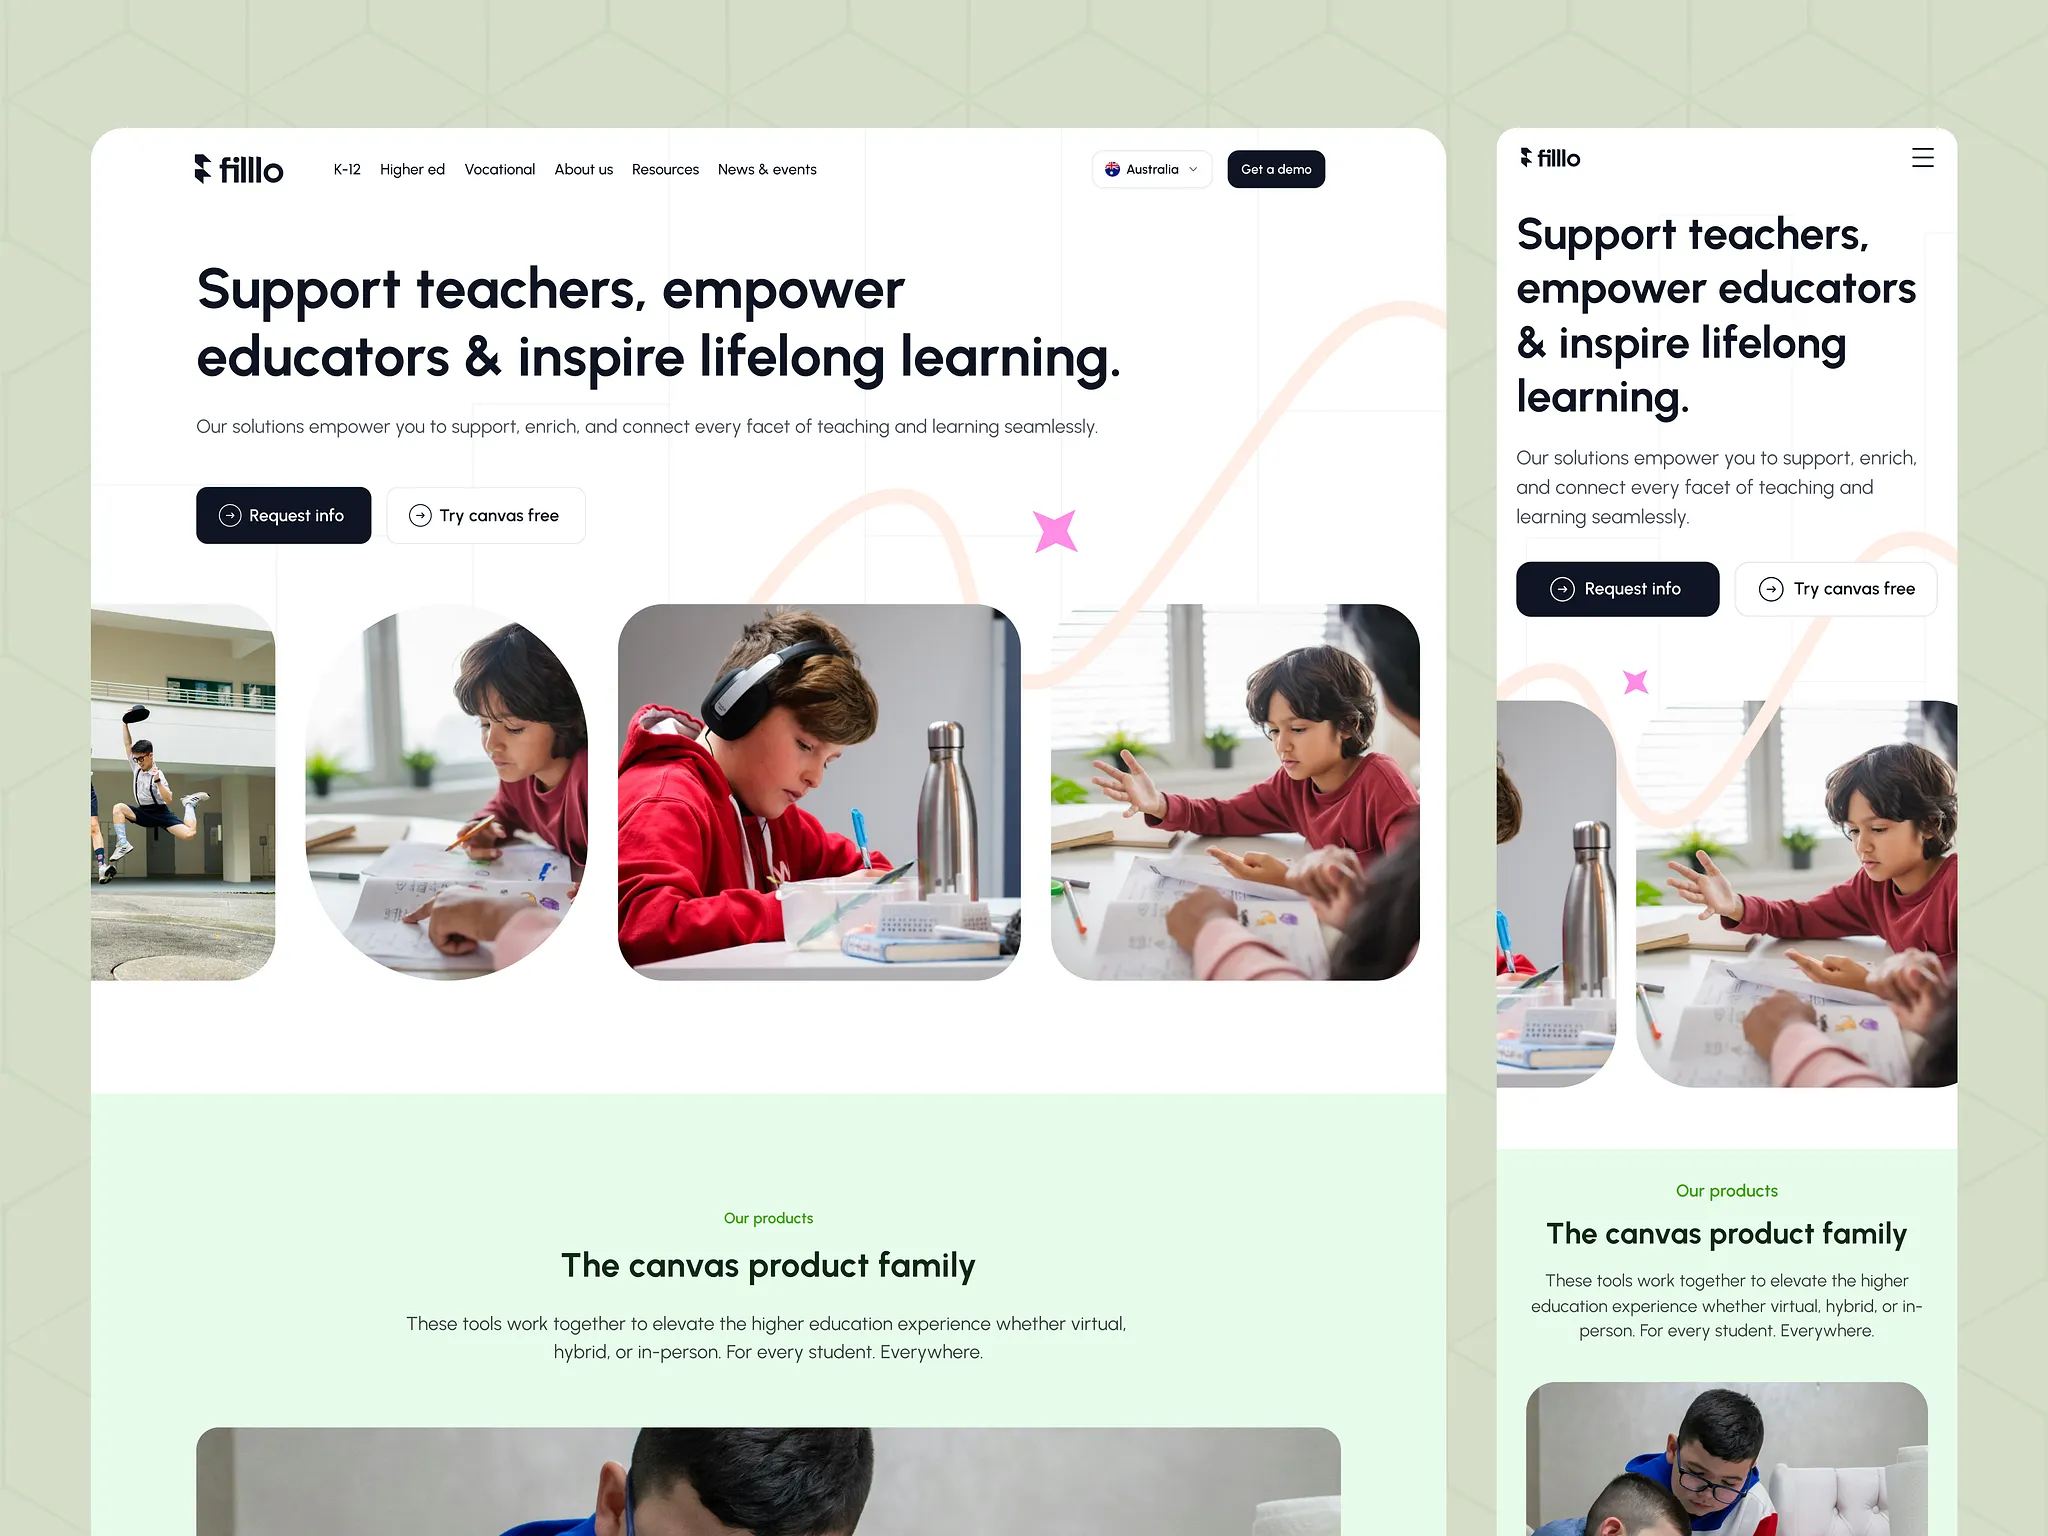 filllo
K-12 Higher ed Vocational About us Resources News & events
Australia
Get a demo
Support teachers, empower
educators & inspire lifelong learning.
Our solutions empower you to support, enrich, and connect every facet of teaching and learning seamlessly.
Request info
Try canvas free
Our products
The canvas product family
These tools work together to elevate the higher education experience whether virtual,
hybrid, or in-person. For every student. Everywhere.
filllo
Support teachers,
empower educators
& inspire lifelong
learning.
Our solutions empower you to support, enrich,
and connect every facet of teaching and
learning seamlessly.
Request info
Try canvas free
Our products
The canvas product family
These tools work together to elevate the higher
education experience whether virtual, hybrid, or in-
person. For every student. Everywhere.